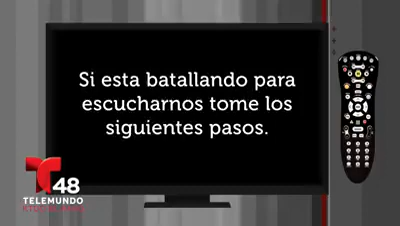 Si esta batallando para
escucharnos tome los
siguientes pasos.
48
TELEMUNDO